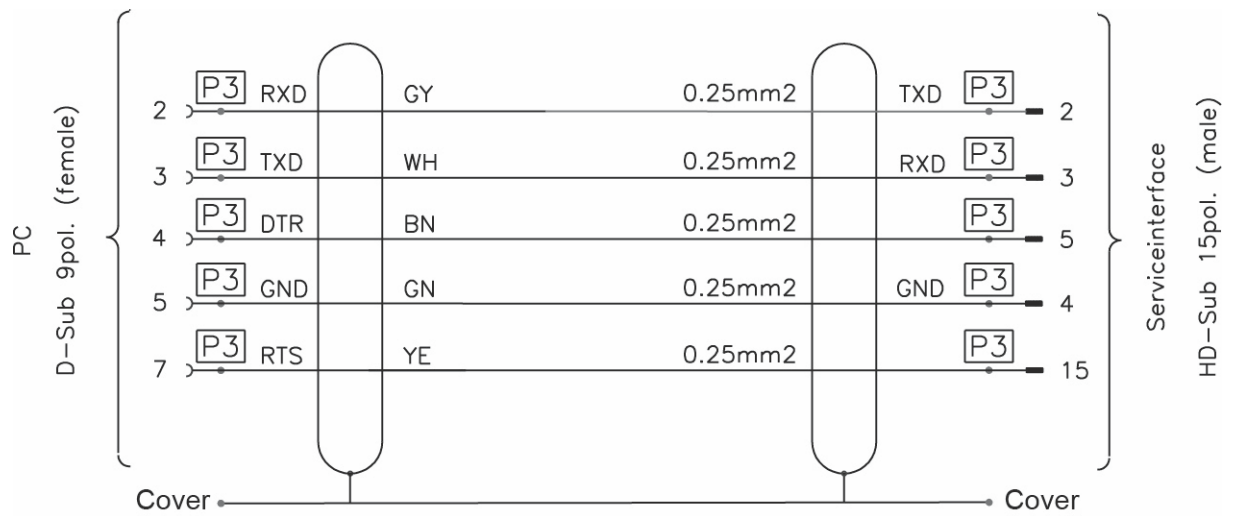 PC
D-Sub 9pol. (female)
2 P3 RXD GY 0.25mm2 TXD P3 2
3 P3 TXD WH 0.25mm2 RXD P3 3
4 P3 DTR BN 0.25mm2 P3 5
5 P3 GND GN 0.25mm2 GND P3 4
7 P3 RTS YE 0.25mm2 P3 15
Cover Cover
Serviceinterface
HD-Sub 15pol. (male)